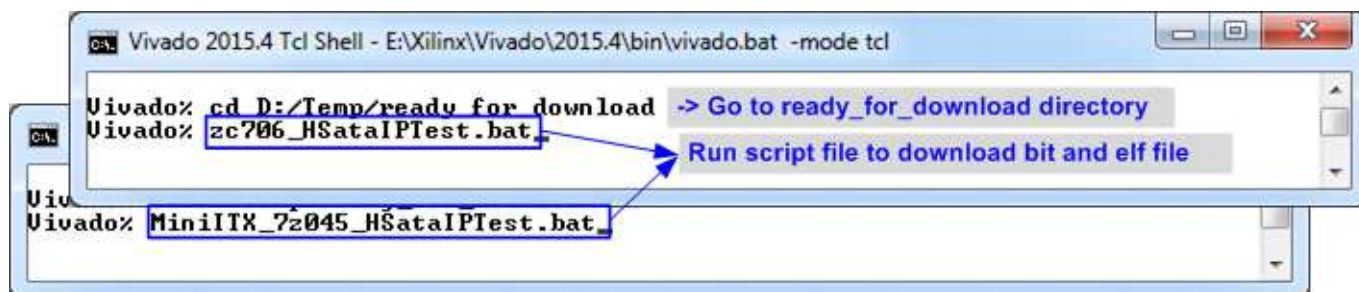 Vivado 2015.4 Tcl Shell - E:\Xilinx\Vivado\2015.4\bin\vivado.bat -mode tcl
Vivado% cd D:/Temp/ready_for_download -> Go to ready_for_download directory
Vivado% zc706_HSataIPTest.bat
Run script file to download bit and elf file
Vivado% MiniITX_7z045_HSataIPTest.bat